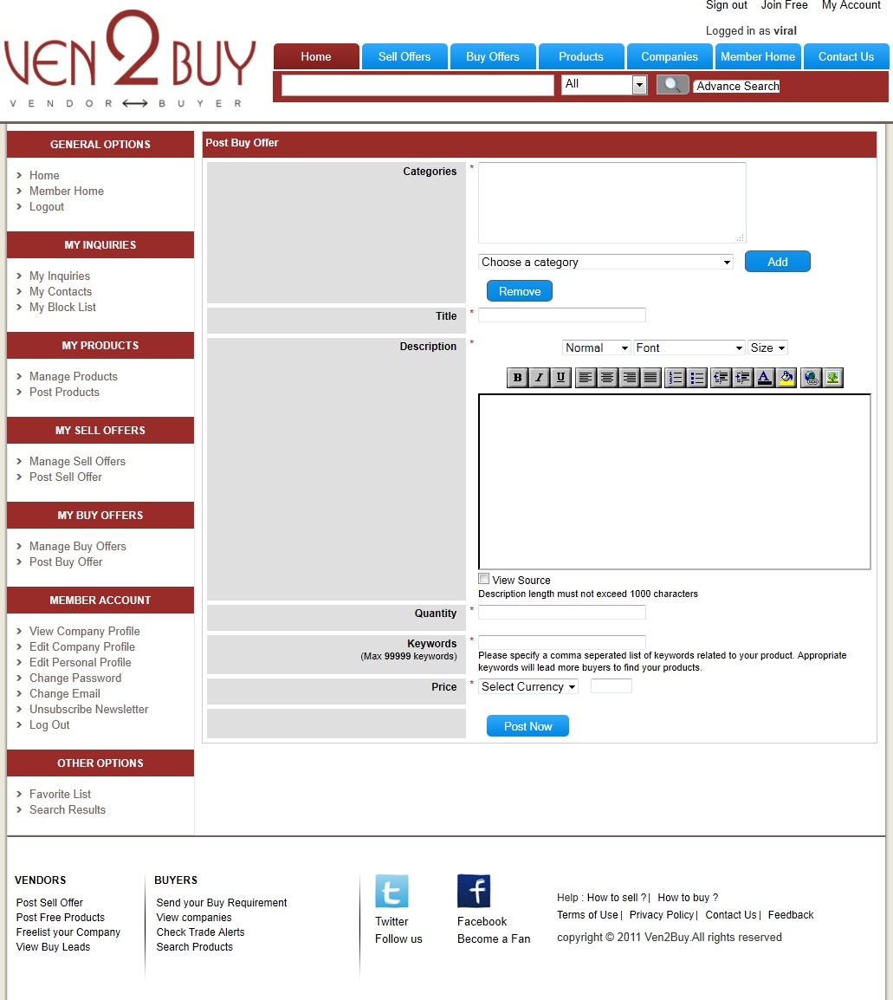 Sign out Join Free My Account
Logged in as viral
VEN 2 BUY
VENDOR BUYER
Home Sell Offers Buy Offers Products Companies Member Home Contact Us
All Advance Search
GENERAL OPTIONS
Home
Member Home
Logout
MY INQUIRIES
My Inquiries
My Contacts
My Block List
MY PRODUCTS
Manage Products
Post Products
MY SELL OFFERS
Manage Sell Offers
Post Sell Offer
MY BUY OFFERS
Manage Buy Offers
Post Buy Offer
MEMBER ACCOUNT
View Company Profile
Edit Company Profile
Edit Personal Profile
Change Password
Change Email
Unsubscribe Newsletter
Log Out
OTHER OPTIONS
Favorite List
Search Results
Post Buy Offer
Categories *
Choose a category Add
Remove
Title *
Description *
Normal Font Size
B I U A
View Source
Description length must not exceed 1000 characters
Quantity *
Keywords *
(Max 99999 keywords)
Please specify a comma seperated list of keywords related to your product. Appropriate
keywords will lead more buyers to find your products.
Price * Select Currency
Post Now
VENDORS
Post Sell Offer
Post Free Products
Freelist your Company
View Buy Leads
BUYERS
Send your Buy Requirement
View companies
Check Trade Alerts
Search Products
t
Twitter
Follow us
f
Facebook
Become a Fan
Help : How to sell ?| How to buy ?
Terms of Use| Privacy Policy| Contact Us| Feedback
copyright © 2011 Ven2Buy.All rights reserved